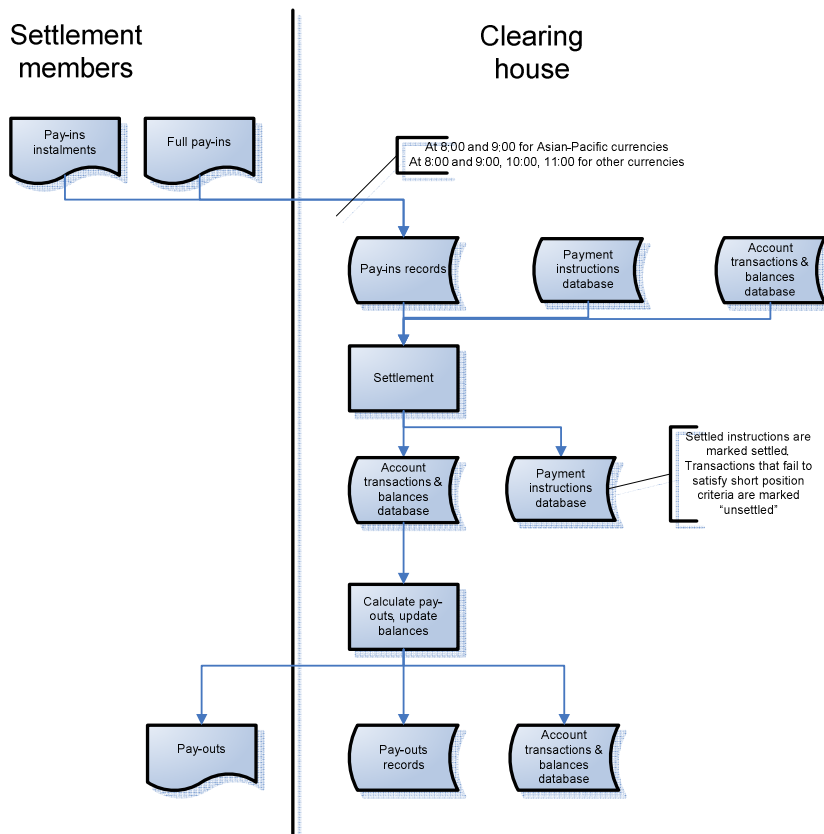 Settlement
members
Clearing
house
Pay-ins
instalments
Full pay-ins
At 8:00 and 9:00 for Asian-Pacific currencies
At 8:00 and 9:00, 10:00, 11:00 for other currencies
Pay-ins records
Payment
instructions
database
Account
transactions &
balances
database
Settlement
Account
transactions &
balances
database
Payment
instructions
database
Settled instructions are
marked settled.
Transactions that fail to
satisfy short position
criteria are marked
“unsettled”
Calculate pay-
outs, update
balances
Pay-outs
Pay-outs
records
Account
transactions &
balances
database